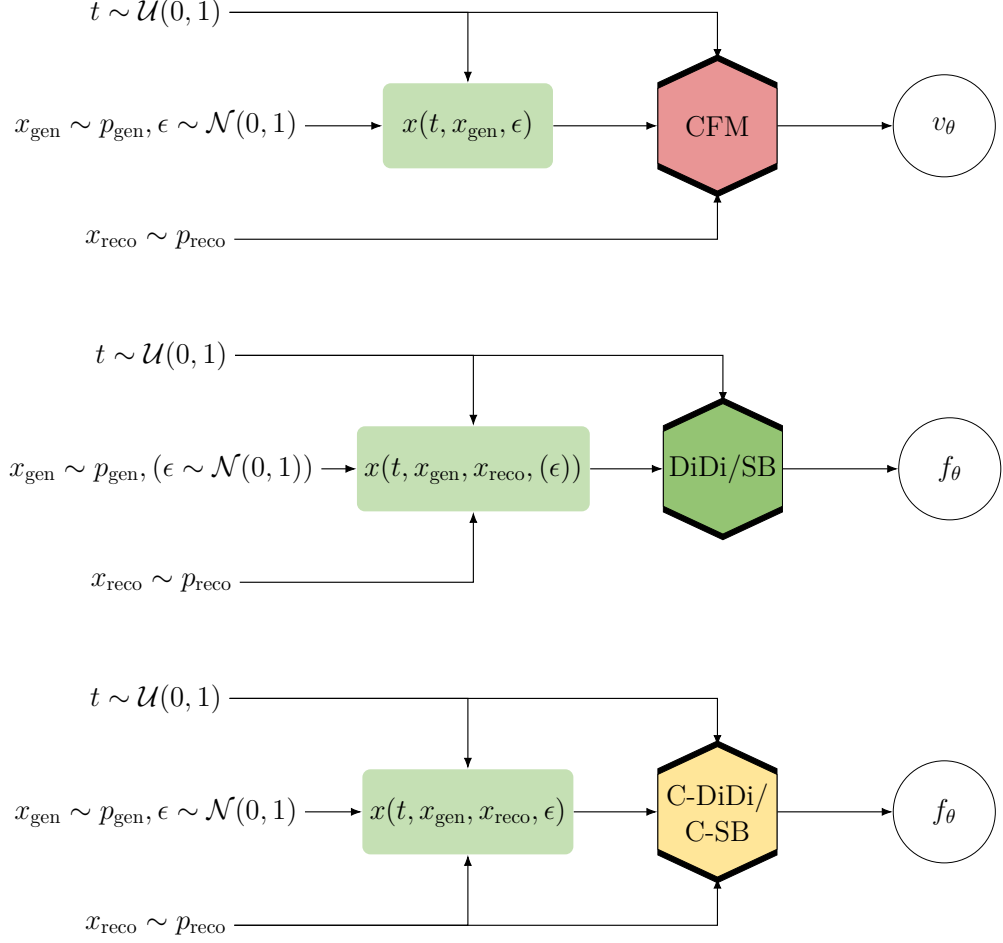 t ∼ 𝒰(0, 1)
x_gen ∼ p_gen, ϵ ∼ 𝒩(0, 1)
x(t, x_gen, ϵ)
CFM
v_θ
x_reco ∼ p_reco
t ∼ 𝒰(0, 1)
x_gen ∼ p_gen, (ϵ ∼ 𝒩(0, 1))
x(t, x_gen, x_reco, (ϵ))
DiDi/SB
f_θ
x_reco ∼ p_reco
t ∼ 𝒰(0, 1)
x_gen ∼ p_gen, ϵ ∼ 𝒩(0, 1)
x(t, x_gen, x_reco, ϵ)
C-DiDi/
C-SB
f_θ
x_reco ∼ p_reco